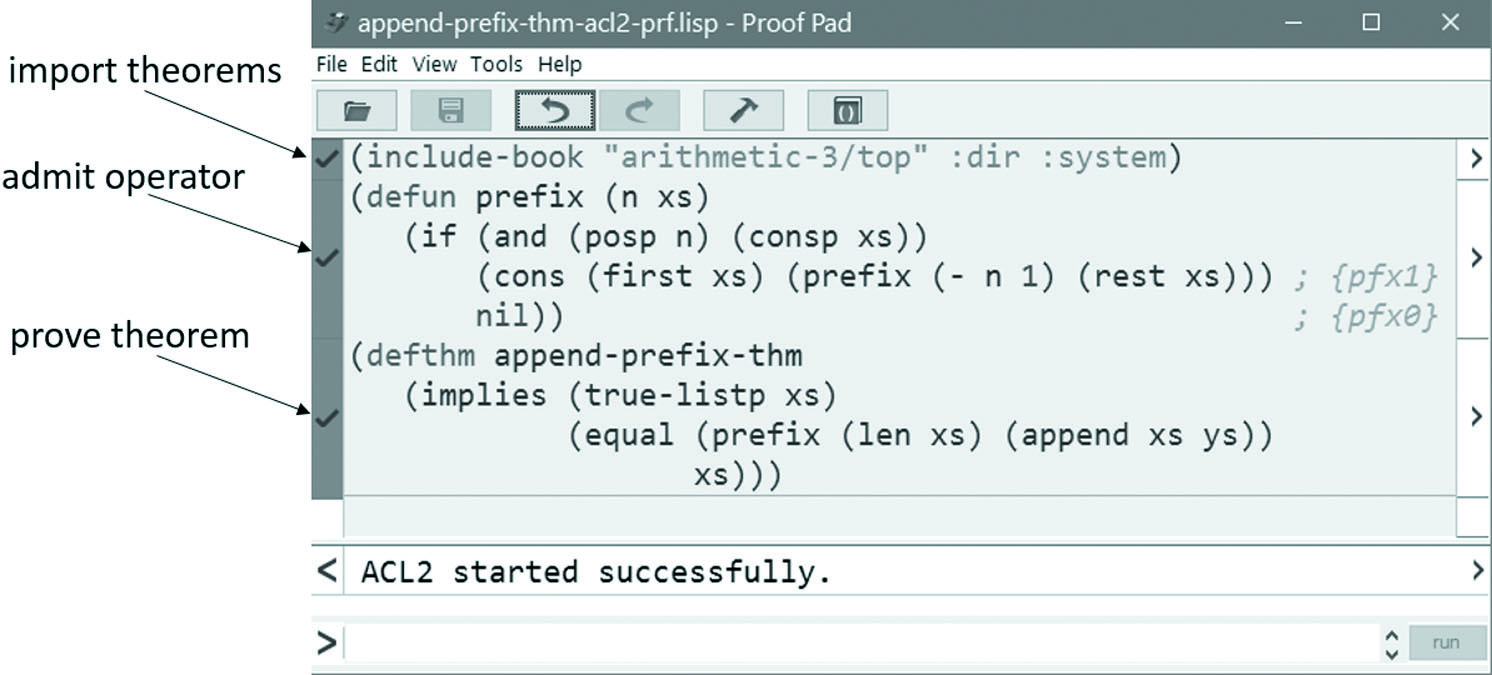 append-prefix-thm-acl2-prf.lisp - Proof Pad
File Edit View Tools Help
import theorems
(include-book "arithmetic-3/top" :dir :system)
admit operator
(defun prefix (n xs)
(if (and (posp n) (consp xs))
(cons (first xs) (prefix (- n 1) (rest xs))) ; {pfx1}
nil)) ; {pfx0}
prove theorem
(defthm append-prefix-thm
(implies (true-listp xs)
(equal (prefix (len xs) (append xs ys))
xs)))
< ACL2 started successfully. >
> run